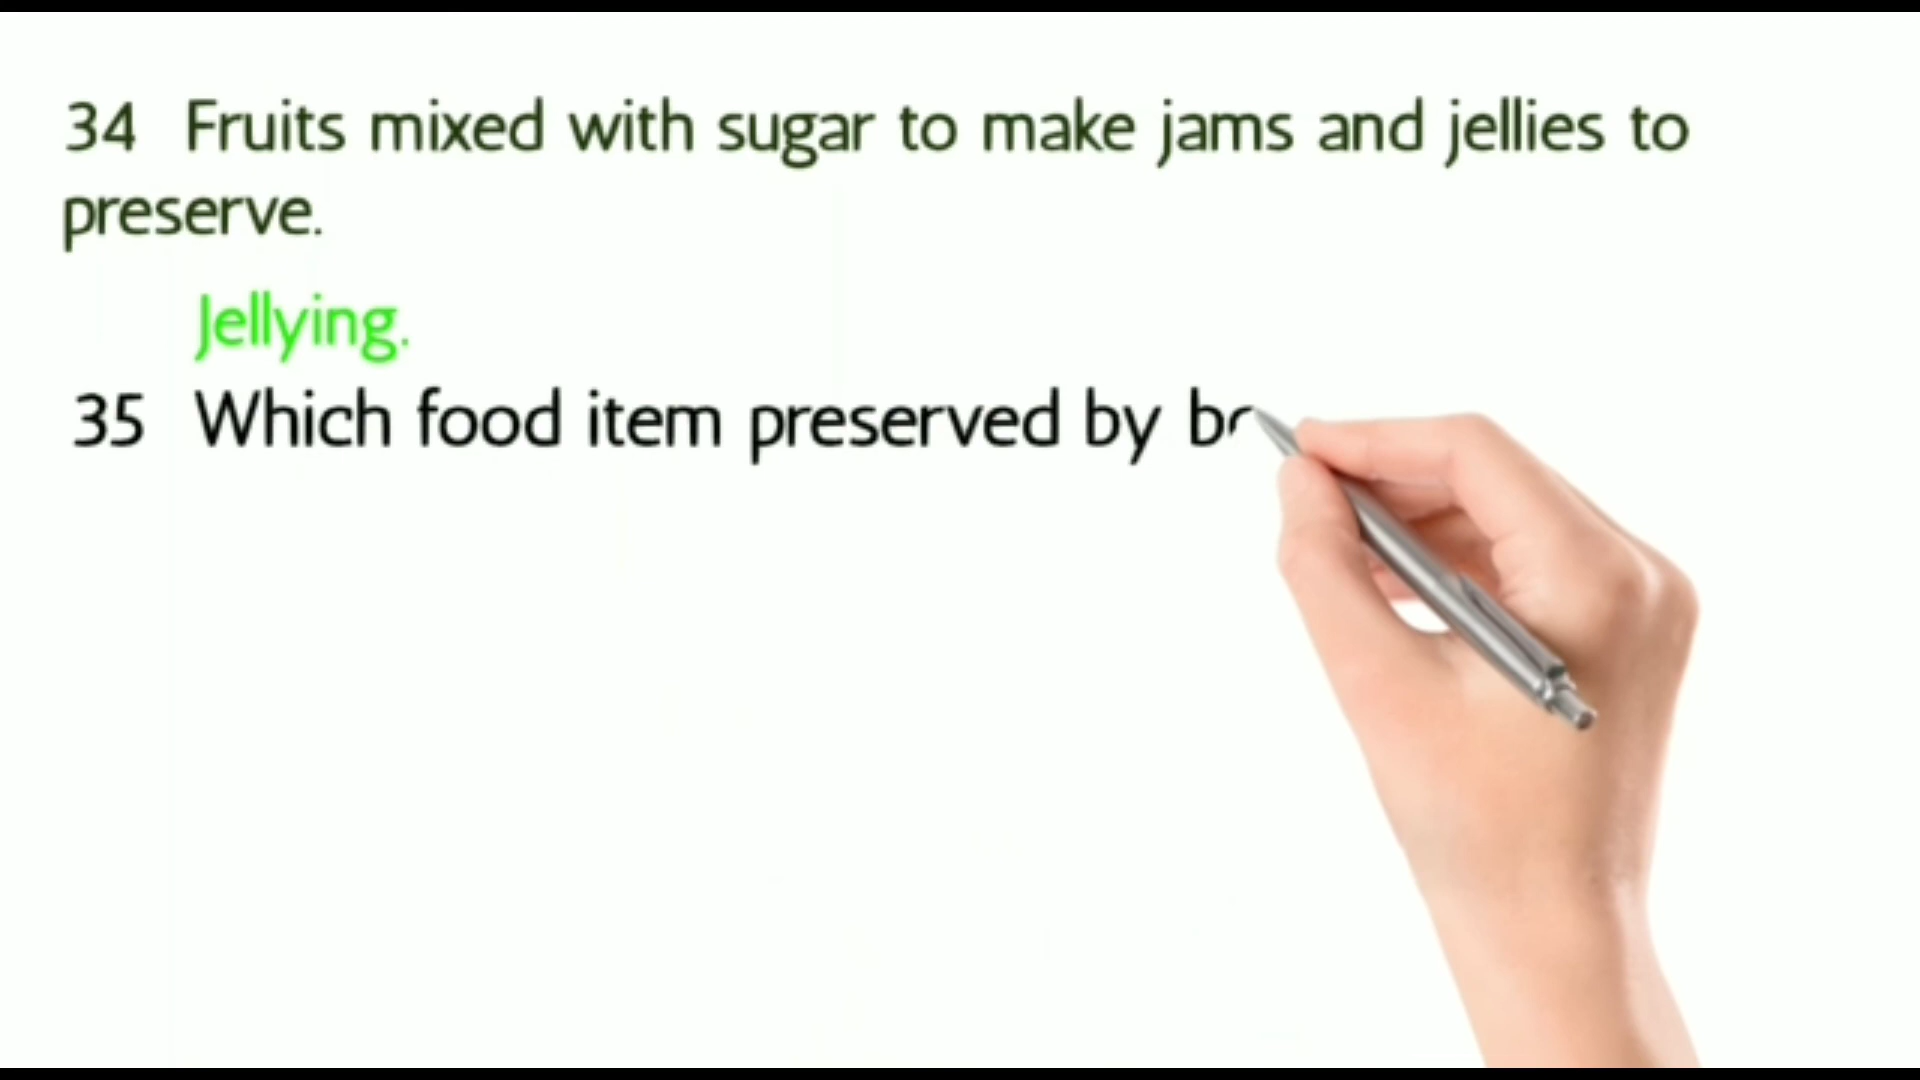 34 Fruits mixed with sugar to make jams and jellies to
preserve.
Jellying.
35 Which food item preserved by